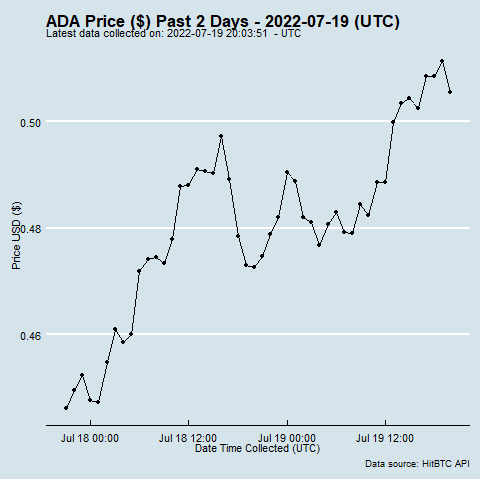 ADA Price ($) Past 2 Days - 2022-07-19 (UTC)
Latest data collected on: 2022-07-19 20:03:51 - UTC
0.50
0.48
0.46
Price USD ($)
Jul 18 00:00 Jul 18 12:00 Jul 19 00:00 Jul 19 12:00
Date Time Collected (UTC)
Data source: HitBTC API